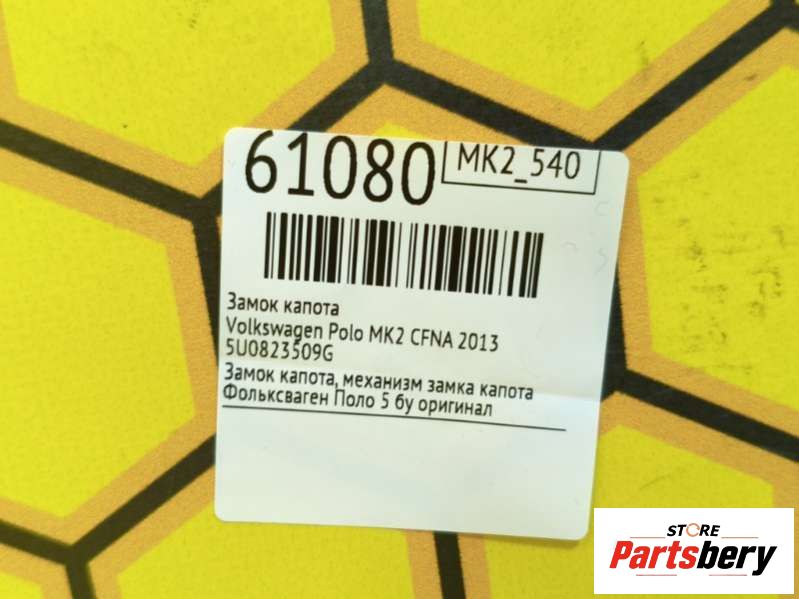 61080
MK2_540
Замок капота
Volkswagen Polo MK2 CFNA 2013
5U0823509G
Замок капота, механизм замка капота
Фольксваген Поло 5 бу оригинал
STORE
Partsbery